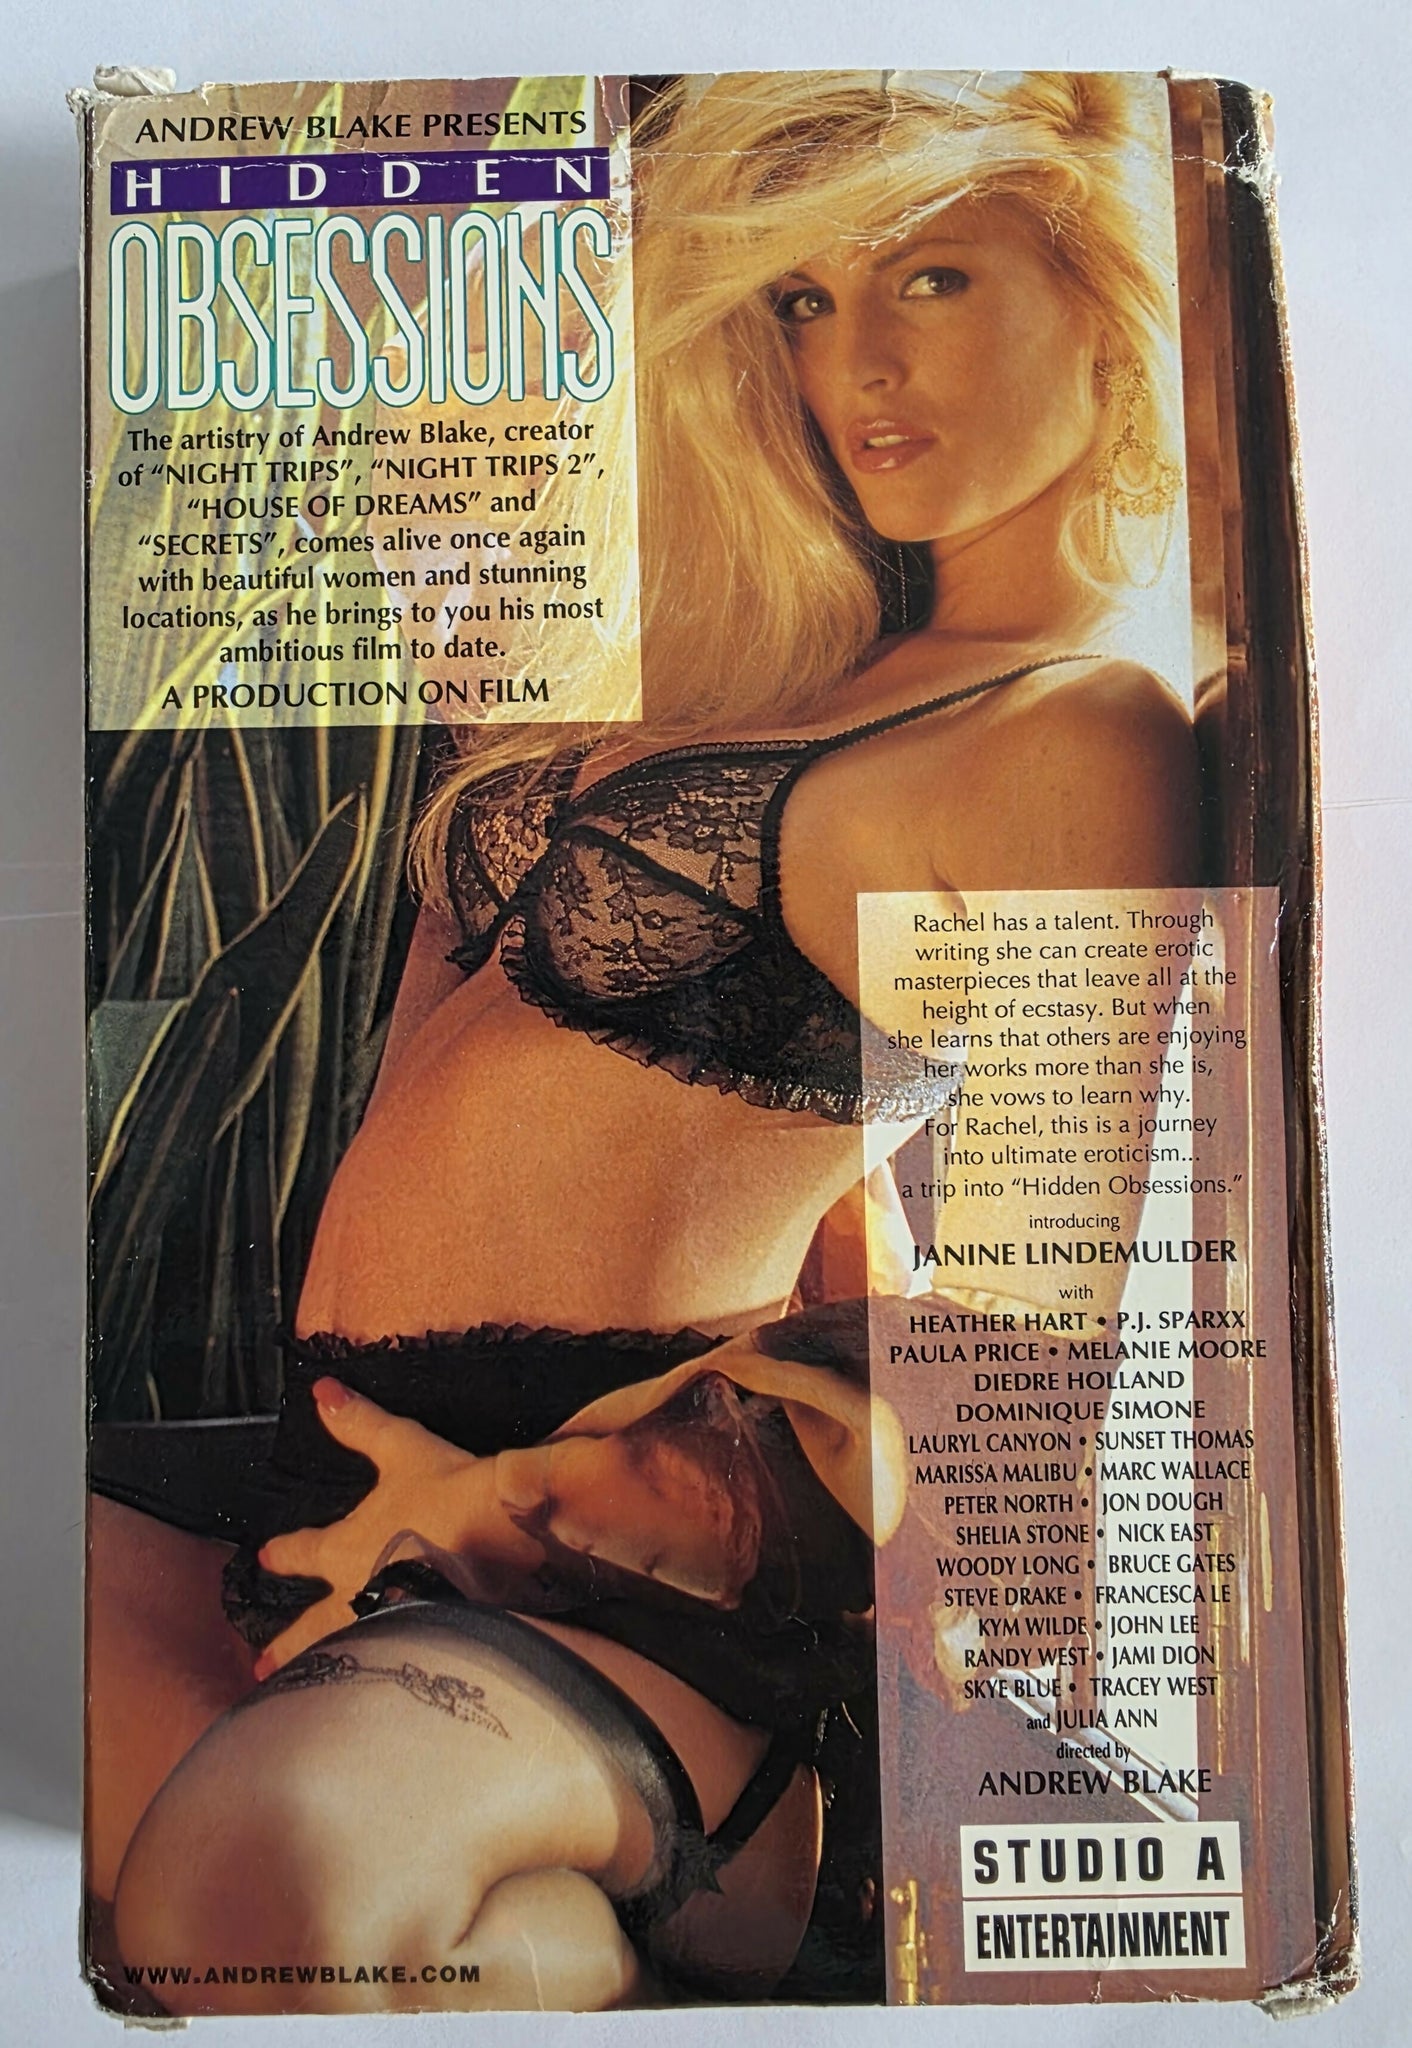 ANDREW BLAKE PRESENTS
HIDDEN
OBSESSIONS
The artistry of Andrew Blake, creator
of “NIGHT TRIPS”, “NIGHT TRIPS 2”,
“HOUSE OF DREAMS” and
“SECRETS”, comes alive once again
with beautiful women and stunning
locations, as he brings to you his most
ambitious film to date.
A PRODUCTION ON FILM
Rachel has a talent. Through
writing she can create erotic
masterpieces that leave all at the
height of ecstasy. But when
she learns that others are enjoying
her works more than she is,
she vows to learn why.
For Rachel, this is a journey
into ultimate eroticism...
a trip into “Hidden Obsessions.”
introducing
JANINE LINDEMULDER
with
HEATHER HART • P.J. SPARXX
PAULA PRICE • MELANIE MOORE
DIEDRE HOLLAND
DOMINIQUE SIMONE
LAURYL CANYON • SUNSET THOMAS
MARISSA MALIBU • MARC WALLACE
PETER NORTH • JON DOUGH
SHELIA STONE • NICK EAST
WOODY LONG • BRUCE GATES
STEVE DRAKE • FRANCESCA LE
KYM WILDE • JOHN LEE
RANDY WEST • JAMI DION
SKYE BLUE • TRACEY WEST
and JULIA ANN
directed by
ANDREW BLAKE
STUDIO A
ENTERTAINMENT
WWW.ANDREWBLAKE.COM